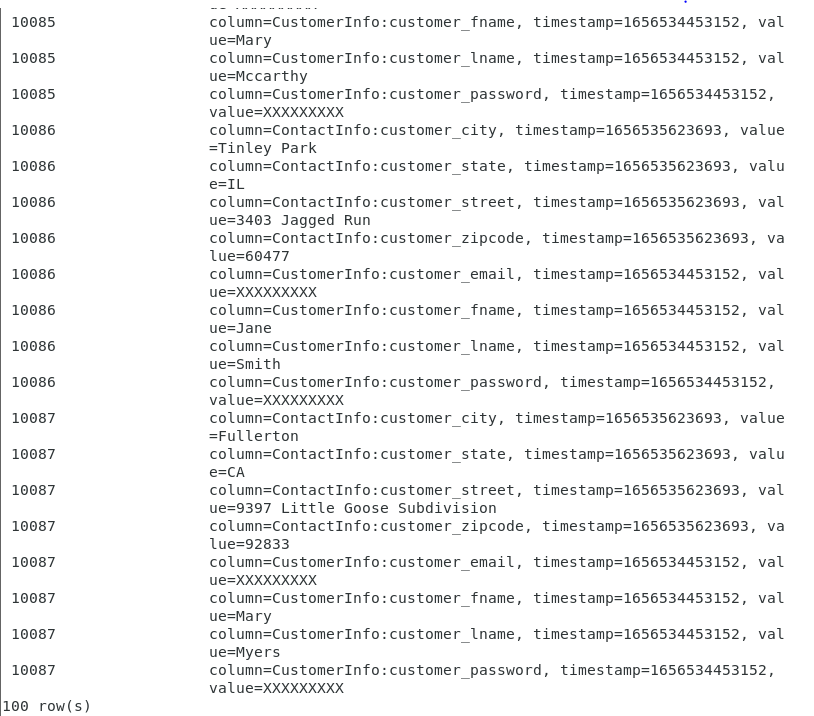 10085 column=CustomerInfo:customer_fname, timestamp=1656534453152, val
ue=Mary
10085 column=CustomerInfo:customer_lname, timestamp=1656534453152, val
ue=Mccarthy
10085 column=CustomerInfo:customer_password, timestamp=1656534453152,
value=XXXXXXXXX
10086 column=ContactInfo:customer_city, timestamp=1656535623693, value
=Tinley Park
10086 column=ContactInfo:customer_state, timestamp=1656535623693, valu
e=IL
10086 column=ContactInfo:customer_street, timestamp=1656535623693, val
ue=3403 Jagged Run
10086 column=ContactInfo:customer_zipcode, timestamp=1656535623693, va
lue=60477
10086 column=CustomerInfo:customer_email, timestamp=1656534453152, val
ue=XXXXXXXXX
10086 column=CustomerInfo:customer_fname, timestamp=1656534453152, val
ue=Jane
10086 column=CustomerInfo:customer_lname, timestamp=1656534453152, val
ue=Smith
10086 column=CustomerInfo:customer_password, timestamp=1656534453152,
value=XXXXXXXXX
10087 column=ContactInfo:customer_city, timestamp=1656535623693, value
=Fullerton
10087 column=ContactInfo:customer_state, timestamp=1656535623693, valu
e=CA
10087 column=ContactInfo:customer_street, timestamp=1656535623693, val
ue=9397 Little Goose Subdivision
10087 column=ContactInfo:customer_zipcode, timestamp=1656535623693, va
lue=92833
10087 column=CustomerInfo:customer_email, timestamp=1656534453152, val
ue=XXXXXXXXX
10087 column=CustomerInfo:customer_fname, timestamp=1656534453152, val
ue=Mary
10087 column=CustomerInfo:customer_lname, timestamp=1656534453152, val
ue=Myers
10087 column=CustomerInfo:customer_password, timestamp=1656534453152,
value=XXXXXXXXX
100 row(s)